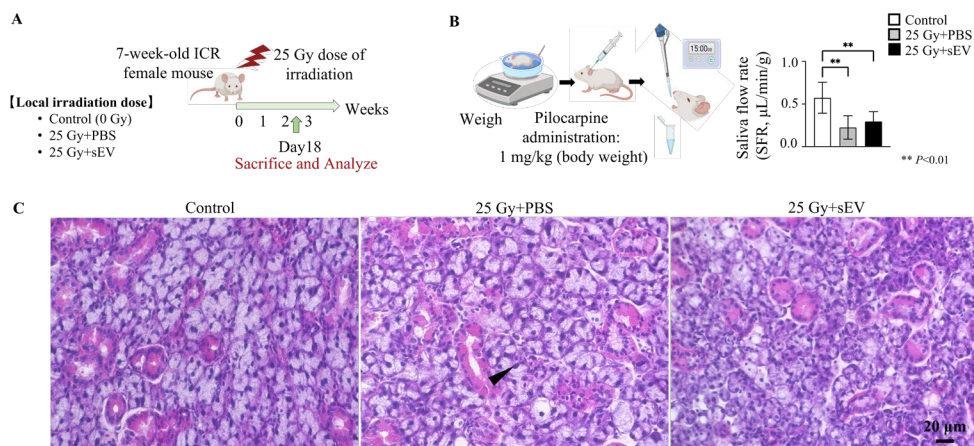 A
7-week-old ICR
female mouse
25 Gy dose of
irradiation
【Local irradiation dose】
• Control (0 Gy)
• 25 Gy+PBS
• 25 Gy+sEV
Weeks
0 1 2 3
Day18
Sacrifice and Analyze
B
15:00
Weigh
Pilocarpine
administration:
1 mg/kg (body weight)
Control
25 Gy+PBS
25 Gy+sEV
Saliva flow rate
(SFR, μL/min/g)
1.0
0.5
0.0
**
**
** P<0.01
C
Control
25 Gy+PBS
25 Gy+sEV
20 μm